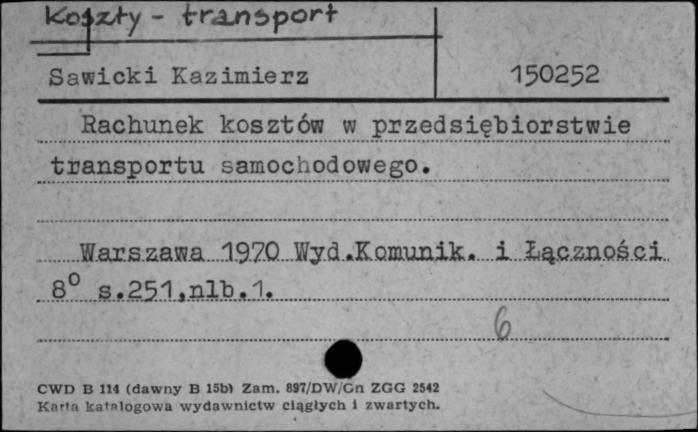 Koszty - transport
Sawicki Kazimierz 150252
Rachunek kosztów w przedsiębiorstwie
transportu samochodowego.
Warszawa 1970 Wyd.Komunik. i Łączności
8° s.251,nlb.1.
6
CWD B 114 (dawny B 15b) Zam. 897/DW/Gn ZGG 2542
Karta katalogowa wydawnictw ciągłych i zwartych.